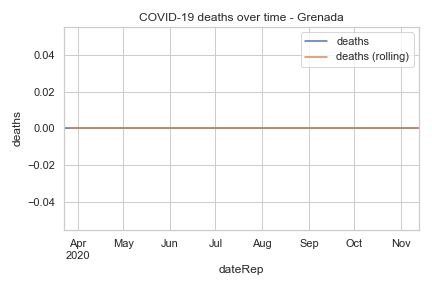 COVID-19 deaths over time - Grenada
deaths
deaths (rolling)
0.04
0.02
0.00
−0.02
−0.04
deaths
Apr
2020
May
Jun
Jul
Aug
Sep
Oct
Nov
dateRep